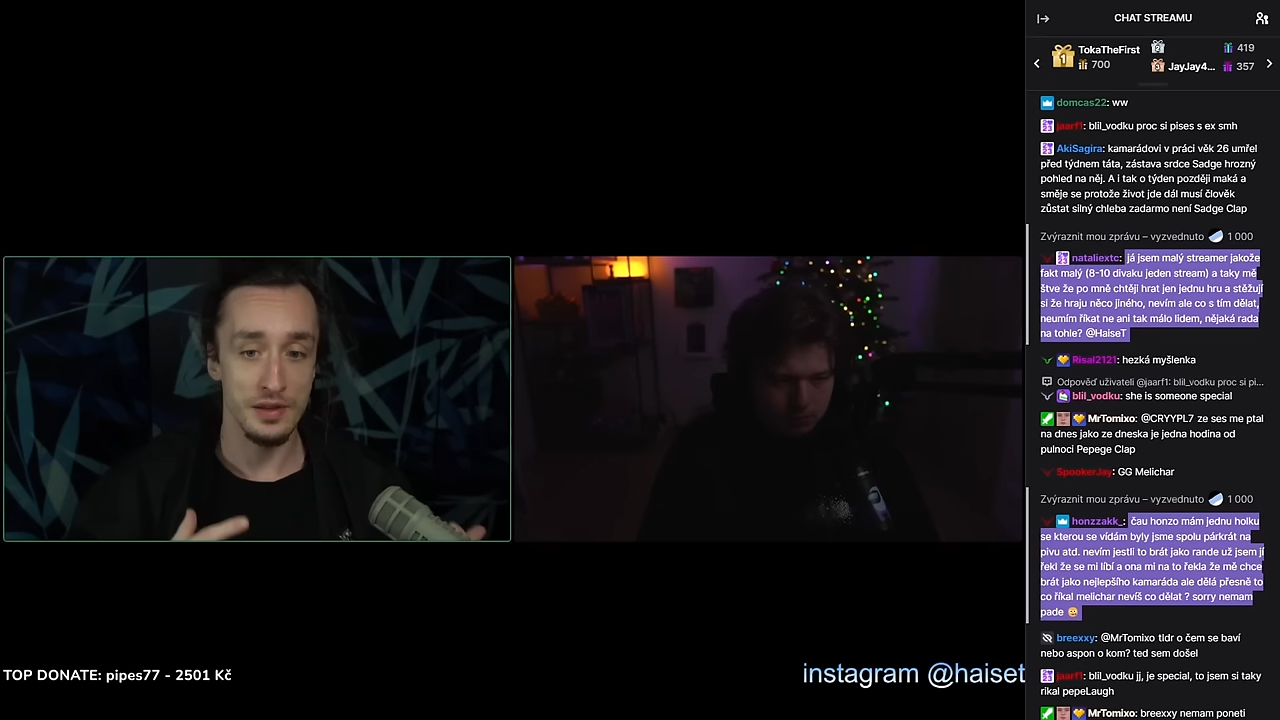 CHAT STREAMU
TokaTheFirst
700
419
JayJay4...
357
domcas22: ww
jaarf1: blil_vodku proc si pises s ex smh
AkiSagira: kamarádovi v práci věk 26 umřel
před týdnem táta, zástava srdce Sadge hrozný
pohled na něj. A i tak o týden později maká a
směje se protože život jde dál musí člověk
zůstat silný chleba zadarmo není Sadge Clap
Zvýraznit mou zprávu – vyzvednuto 1 000
nataliextc: já jsem malý streamer jakože
fakt malý (8-10 divaku jeden stream) a taky mě
štve že po mně chtěji hrat jen jednu hru a stěžují
si že hraju něco jiného, nevím ale co s tím dělat,
neumím říkat ne ani tak málo lidem, nějaká rada
na tohle? @HaiseT
Risal2121: hezká myšlenka
Odpověď uživateli @jaarf1: blil_vodku proc si pi...
blil_vodku: she is someone special
MrTomixo: @CRYYPL7 ze ses me ptal
na dnes jako ze dneska je jedna hodina od
pulnoci Pepege Clap
SpookerJay: GG Melichar
Zvýraznit mou zprávu – vyzvednuto 1 000
honzzakk_: čau honzo mám jednu holku
se kterou se vídám byly jsme spolu párkrát na
pivu atd. nevím jestli to brát jako rande už jsem jí
řekl že se mi líbí a ona mi na to řekla že mě chce
brát jako nejlepšího kamaráda ale dělá přesně to
co říkal melichar nevíš co dělat ? sorry nemam
pade
breexxy: @MrTomixo tldr o čem se baví
nebo aspon o kom? ted sem došel
jaarf1: blil_vodku jj, je special, to jsem si taky
rikal pepeLaugh
MrTomixo: breexxy nemam poneti
TOP DONATE: pipes77 - 2501 Kč
instagram @haiset